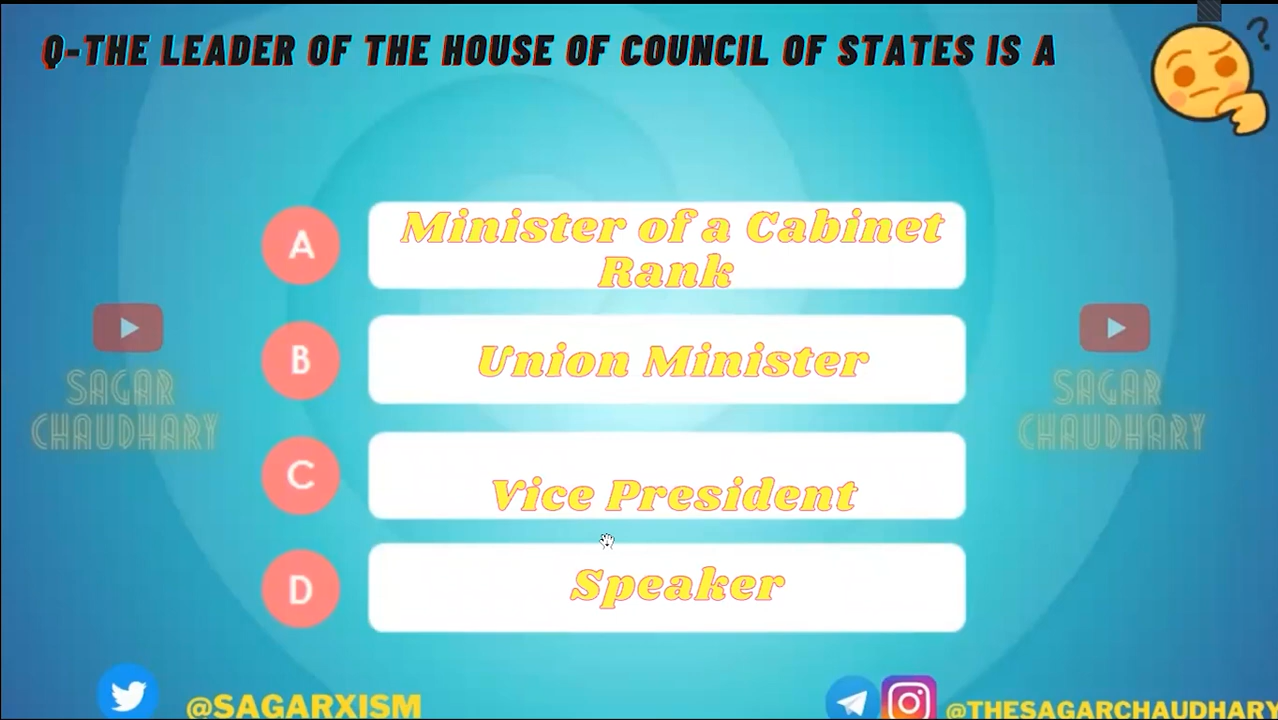 Q-THE LEADER OF THE HOUSE OF COUNCIL OF STATES IS A
?
A
Minister of a Cabinet
Rank
B
Union Minister
SAGAR
CHAUDHARY
SAGAR
CHAUDHARY
C
Vice President
D
Speaker
@SAGARXISM
@THESAGARCHAUDHARY